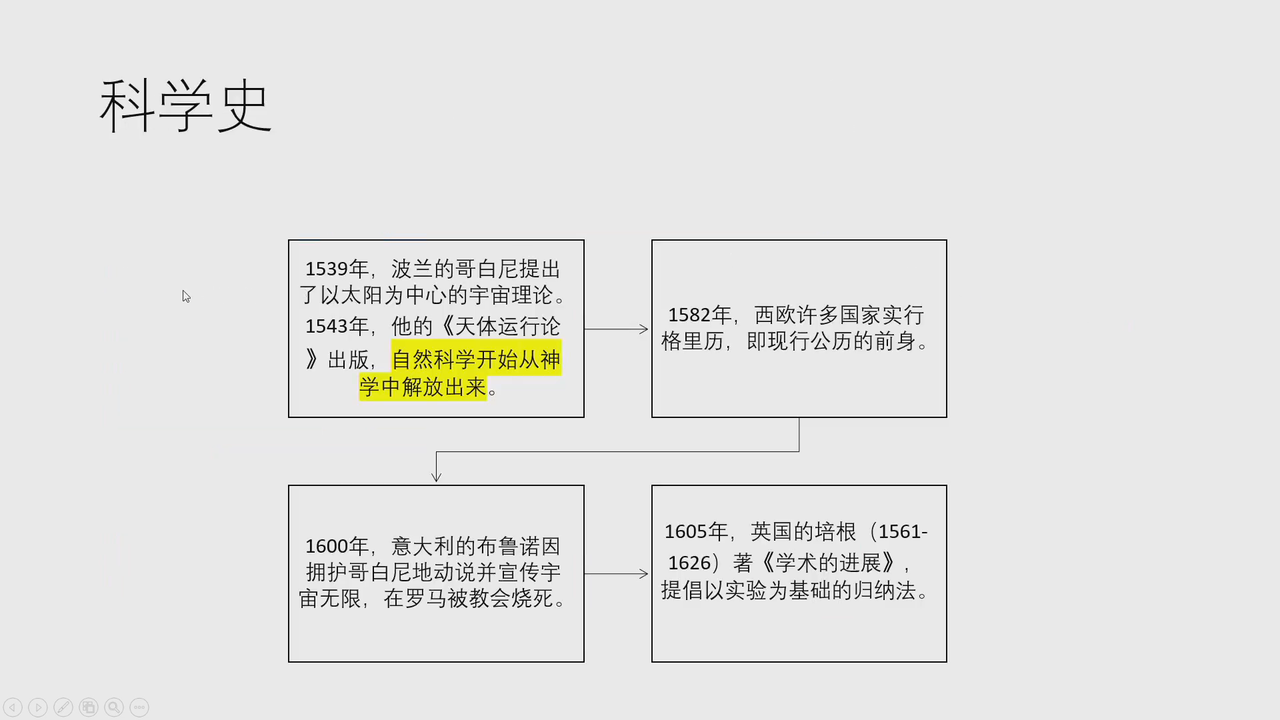 科学史
1539年，波兰的哥白尼提出
了以太阳为中心的宇宙理论。
1543年，他的《天体运行论
》出版，自然科学开始从神
学中解放出来。
1582年，西欧许多国家实行
格里历，即现行公历的前身。
1600年，意大利的布鲁诺因
拥护哥白尼地动说并宣传宇
宙无限，在罗马被教会烧死。
1605年，英国的培根（1561-
1626）著《学术的进展》，
提倡以实验为基础的归纳法。